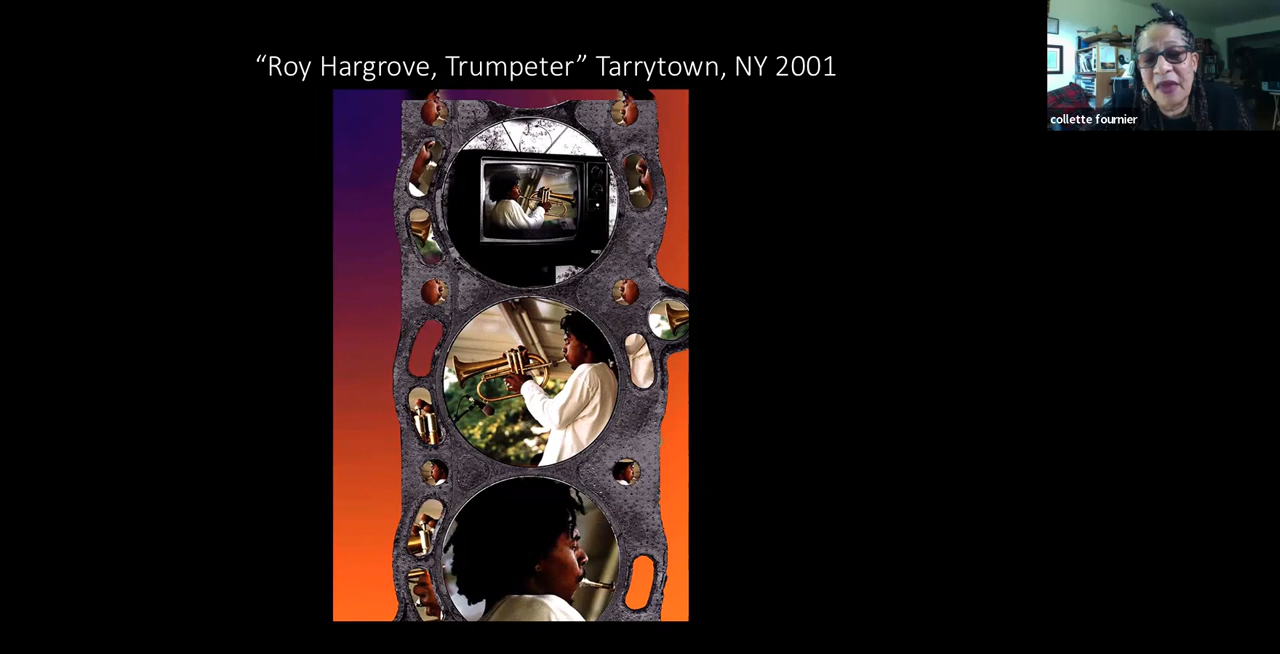 “Roy Hargrove, Trumpeter” Tarrytown, NY 2001
collette fournier